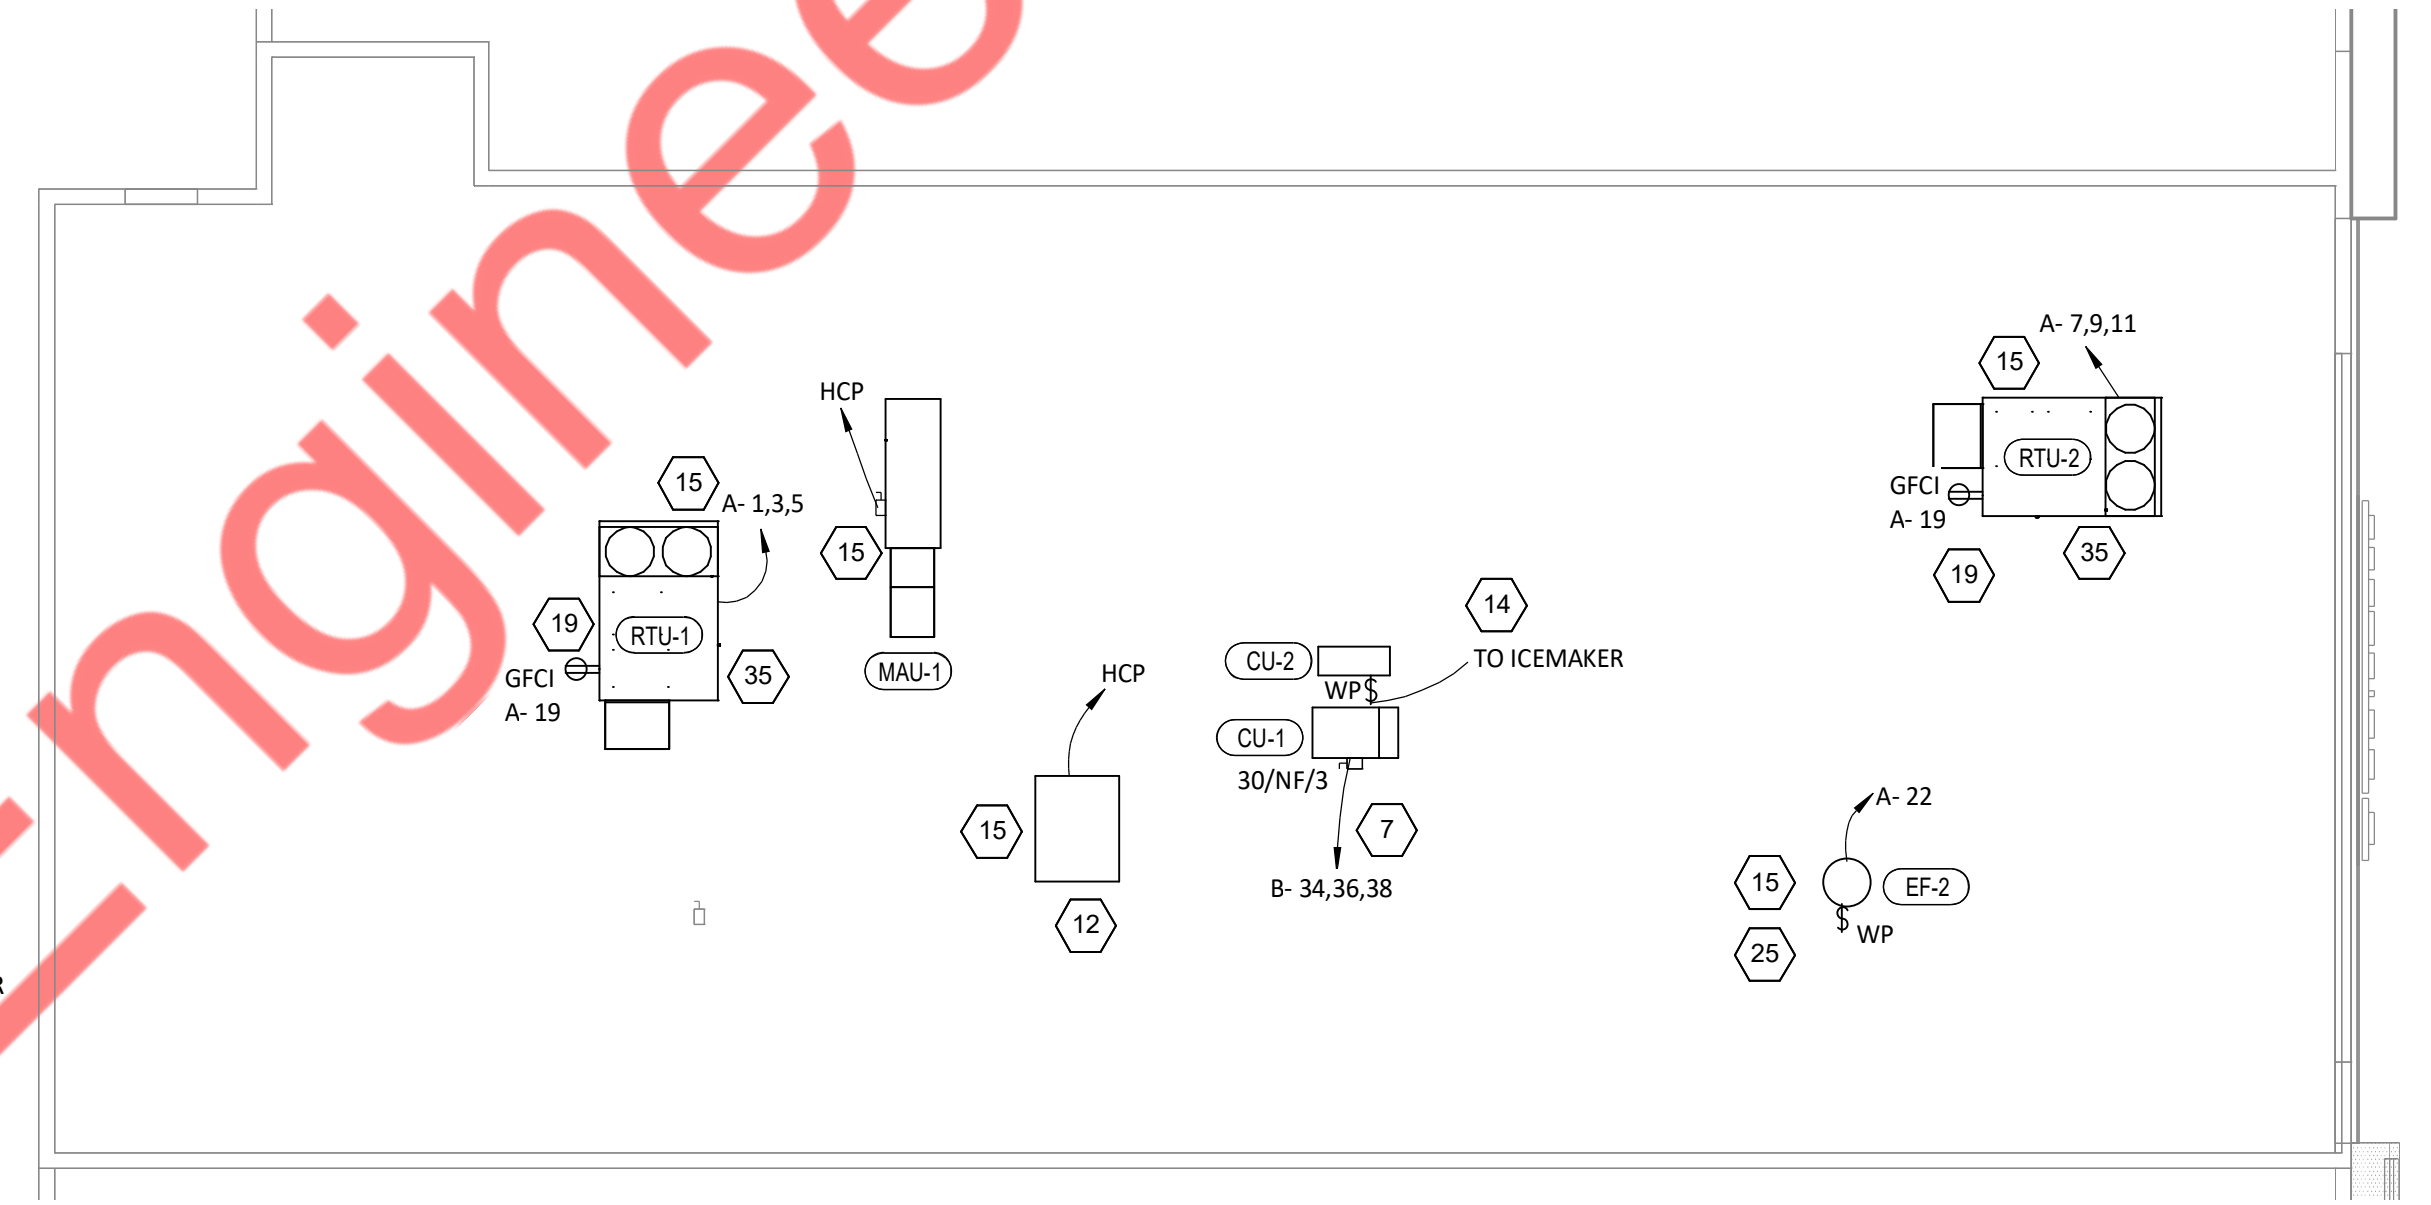 Enginee
A- 7,9,11
15
HCP
RTU-2
15
A- 1,3,5
GFCI
A- 19
15
35
19
14
19
RTU-1
CU-2
TO ICEMAKER
MAU-1
35
GFCI
A- 19
HCP
WP
CU-1
30/NF/3
A- 22
15
7
B- 34,36,38
15
EF-2
12
WP
25
R